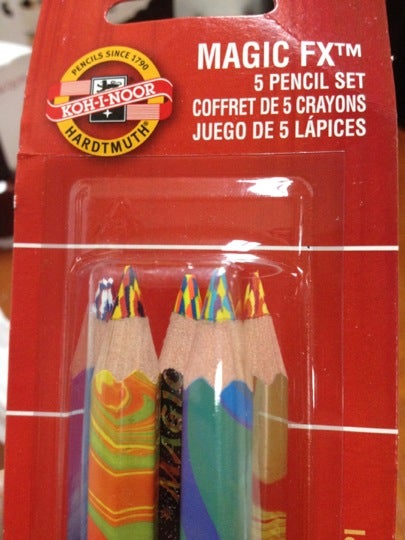 PENCILS SINCE 1790
KOH-I-NOOR
HARDTMUTH
MAGIC FX™
5 PENCIL SET
COFFRET DE 5 CRAYONS
JUEGO DE 5 LÁPICES
MAGIC